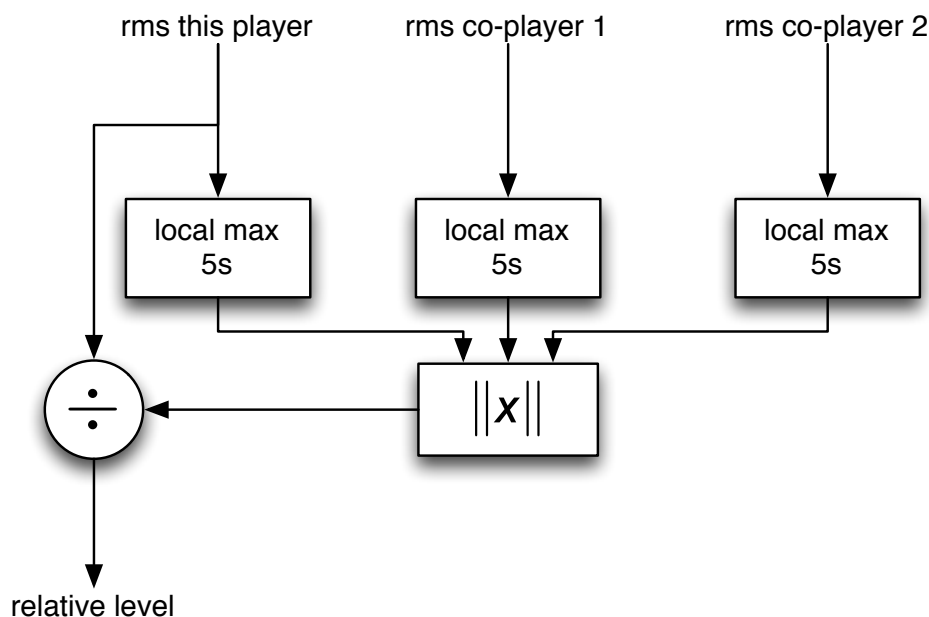 rms this player
rms co-player 1
rms co-player 2
local max
5s
local max
5s
local max
5s
÷
||x||
relative level